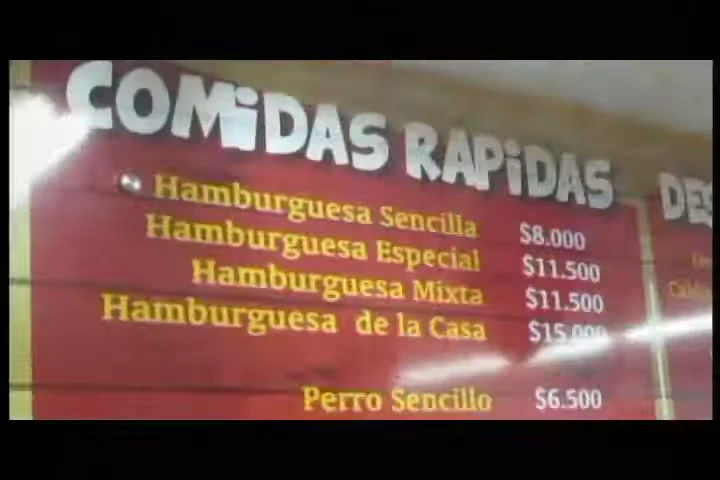 COMiDAS RAPiDAS
Hamburguesa Sencilla $8.000
Hamburguesa Especial $11.500
Hamburguesa Mixta $11.500
Hamburguesa de la Casa $15.000
Perro Sencillo $6.500
DES